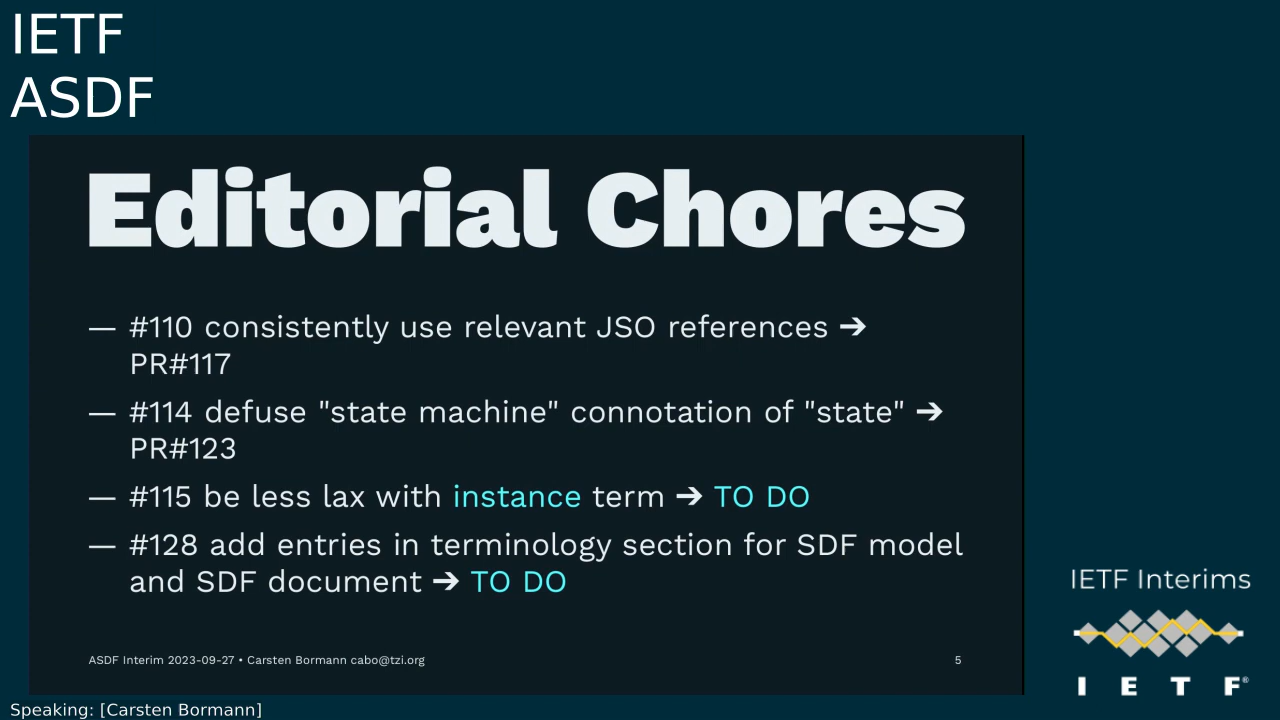 IETF
ASDF
Editorial Chores
— #110 consistently use relevant JSO references ➔
PR#117
— #114 defuse "state machine" connotation of "state" ➔
PR#123
— #115 be less lax with instance term ➔ TO DO
— #128 add entries in terminology section for SDF model
and SDF document ➔ TO DO
ASDF Interim 2023-09-27 • Carsten Bormann cabo@tzi.org
5
IETF Interims
I E T F®
Speaking: [Carsten Bormann]